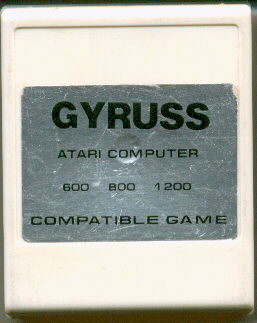 GYRUSS
ATARI COMPUTER
600 800 1200
COMPATIBLE GAME